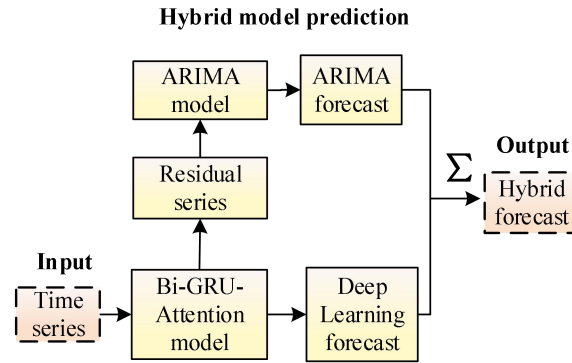 Hybrid model prediction
ARIMA
model
ARIMA
forecast
Residual
series
Σ
Output
Hybrid
forecast
Input
Time
series
Bi-GRU-
Attention
model
Deep
Learning
forecast